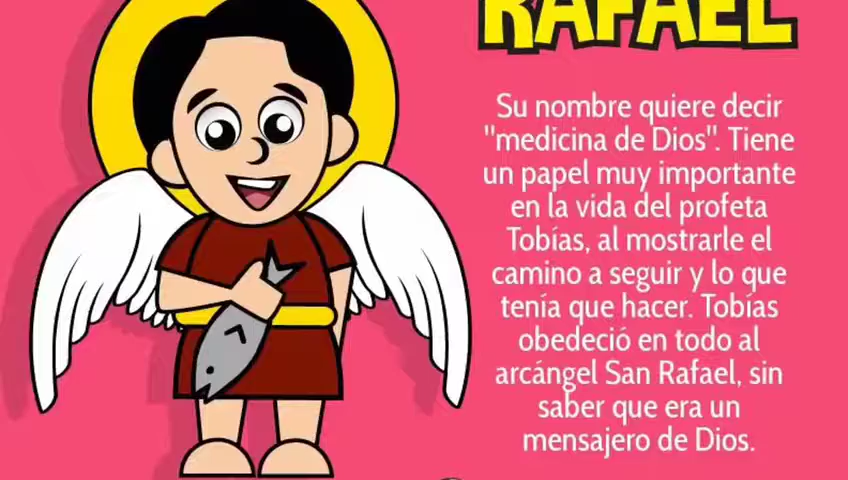 RAFAEL
Su nombre quiere decir
"medicina de Dios". Tiene
un papel muy importante
en la vida del profeta
Tobías, al mostrarle el
camino a seguir y lo que
tenía que hacer. Tobías
obedeció en todo al
arcángel San Rafael, sin
saber que era un
mensajero de Dios.